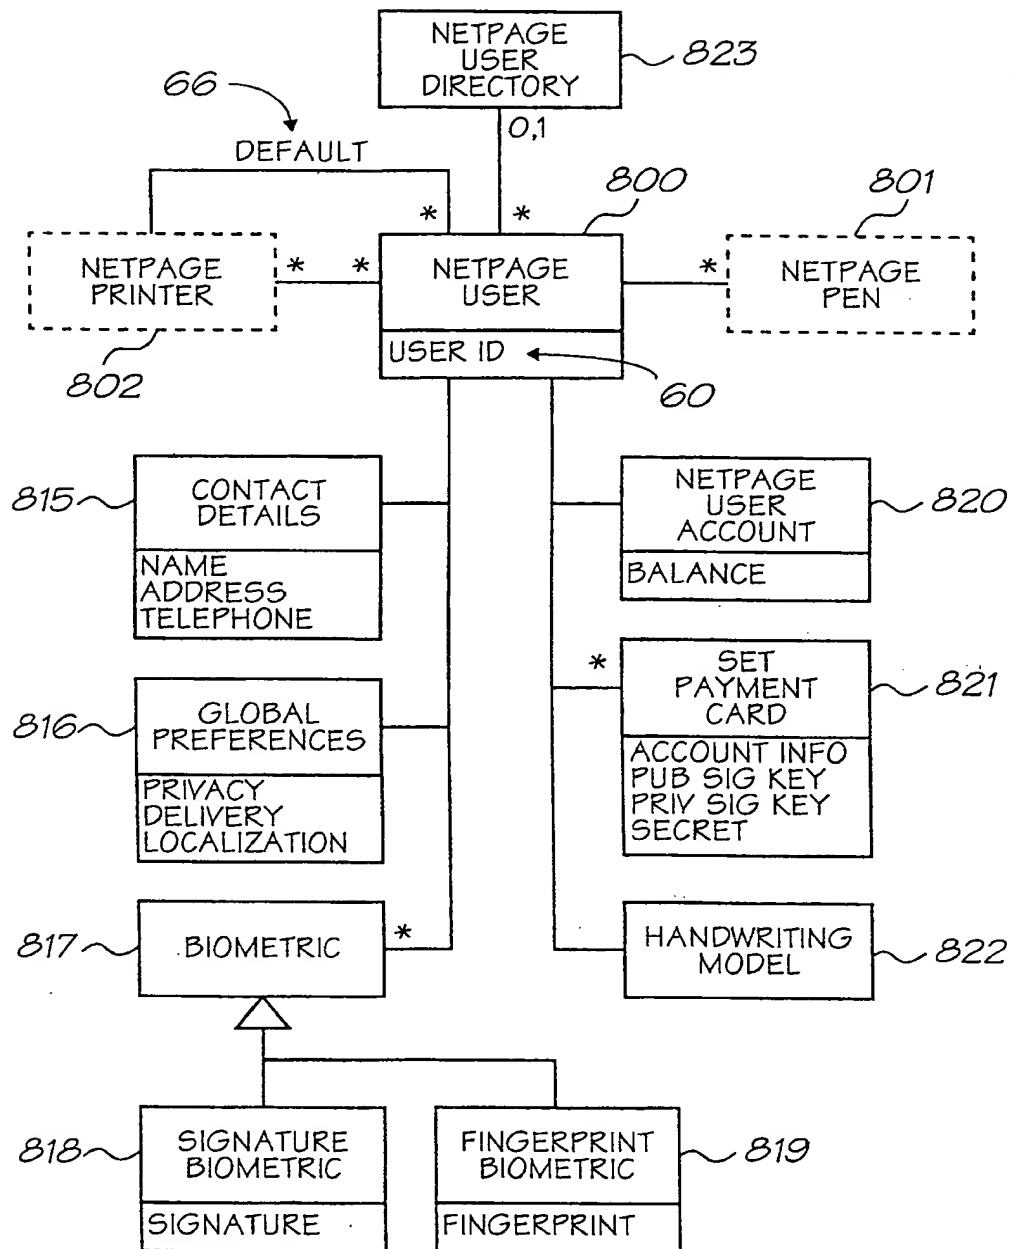 NETPAGE
USER
DIRECTORY
823
66
0,1
DEFAULT
800
801
*
*
NETPAGE
PRINTER
*
*
NETPAGE
USER
*
NETPAGE
PEN
USER ID
802
60
815
CONTACT
DETAILS
NAME
ADDRESS
TELEPHONE
NETPAGE
USER
ACCOUNT
820
BALANCE
816
GLOBAL
PREFERENCES
PRIVACY
DELIVERY
LOCALIZATION
*
SET
PAYMENT
CARD
821
ACCOUNT INFO
PUB SIG KEY
PRIV SIG KEY
SECRET
817
BIOMETRIC
*
HANDWRITING
MODEL
822
818
SIGNATURE
BIOMETRIC
SIGNATURE
FINGERPRINT
BIOMETRIC
819
FINGERPRINT